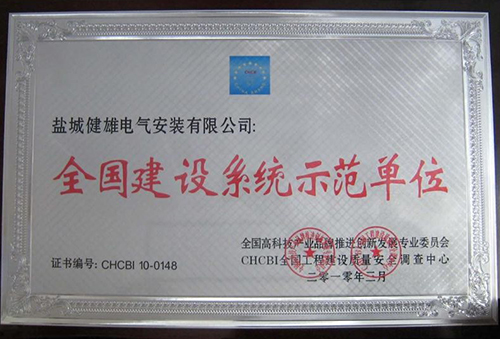 盐城健雄电气安装有限公司:
全国建设系统示范单位
全国高科技产业品牌推进创新发展专业委员会
证书编号: CHCBI 10-0148
CHCBI全国工程建设质量安全调查中心
二零一零年二月